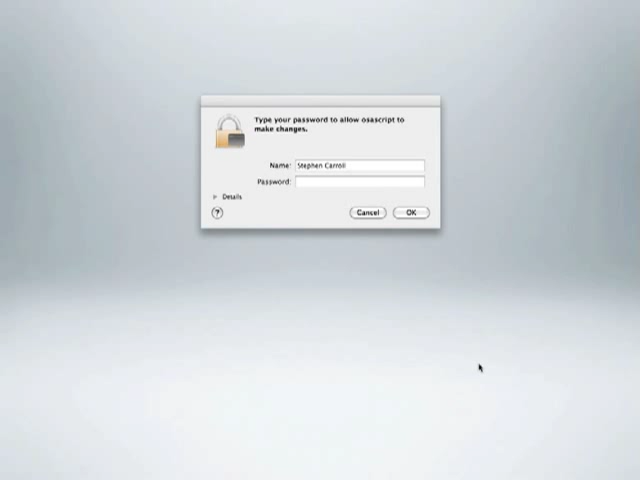 Type your password to allow osascript to
make changes.
Name: Stephen Carroll
Password:
Details
?
Cancel OK